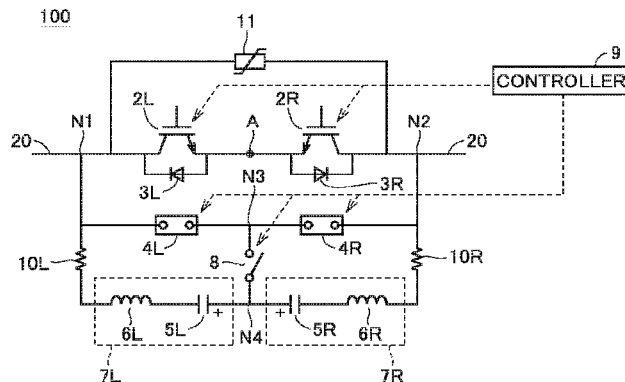 100
11
9
CONTROLLER
2L
A
2R
N1
N2
20
20
3L
N3
3R
4L
8
4R
10L
10R
6L
5L
+
N4
+
5R
6R
7L
7R